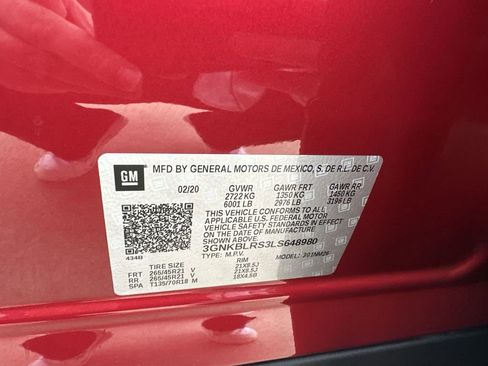 GM
MFD BY GENERAL MOTORS DE MEXICO, S. DE R.L. DE C.V.
02/20 GVWR GAWR FRT GAWR RR
2722 KG 1350 KG 1450 KG
6001 LB 2976 LB 3196 LB
THIS VEHICLE CONFORMS TO ALL APPLICABLE
U.S. FEDERAL MOTOR
VEHICLE SAFETY STANDARDS IN EFFECT ON THE
DATE OF MANUFACTURE SHOWN ABOVE.
3GNKBLRS3LS648980
4348 TYPE: M.P.V. MODEL: 301NM26
TIRE SIZE RIM
FRT 265/45R21 V 21X8.5J
RR 265/45R21 V 21X8.5J
SPA T135/70R18 M 18X4.5B